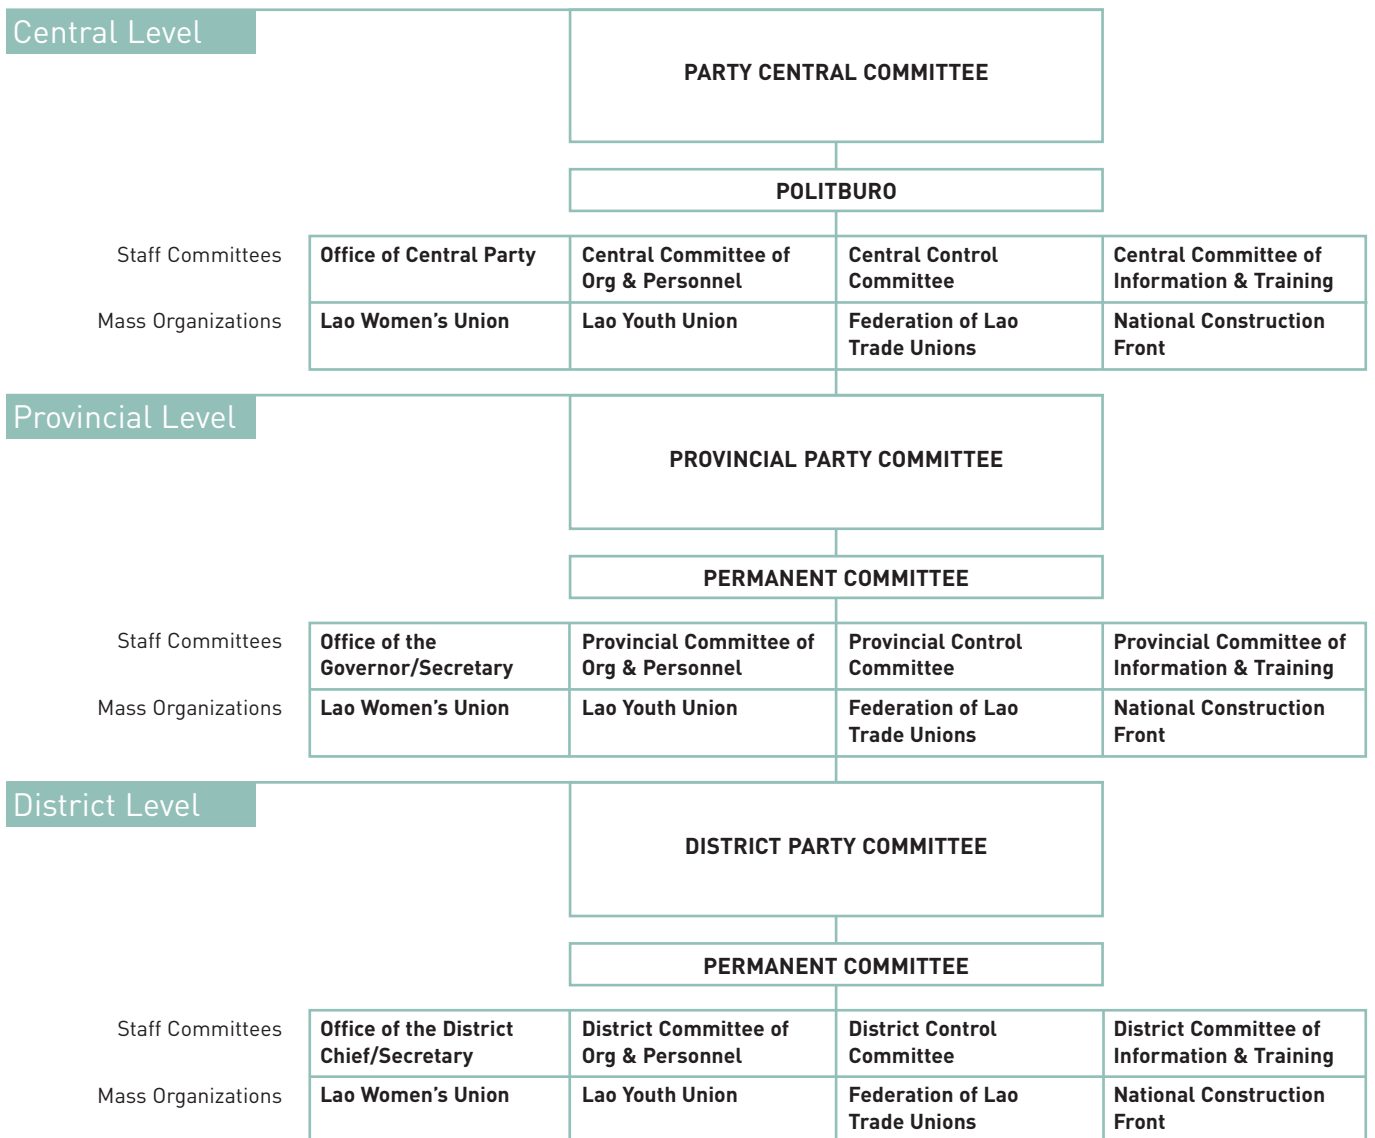 Central Level
PARTY CENTRAL COMMITTEE
POLITBURO
Staff Committees
Office of Central Party
Central Committee of
Org & Personnel
Central Control
Committee
Central Committee of
Information & Training
Mass Organizations
Lao Women’s Union
Lao Youth Union
Federation of Lao
Trade Unions
National Construction
Front
Provincial Level
PROVINCIAL PARTY COMMITTEE
PERMANENT COMMITTEE
Staff Committees
Office of the
Governor/Secretary
Provincial Committee of
Org & Personnel
Provincial Control
Committee
Provincial Committee of
Information & Training
Mass Organizations
Lao Women’s Union
Lao Youth Union
Federation of Lao
Trade Unions
National Construction
Front
District Level
DISTRICT PARTY COMMITTEE
PERMANENT COMMITTEE
Staff Committees
Office of the District
Chief/Secretary
District Committee of
Org & Personnel
District Control
Committee
District Committee of
Information & Training
Mass Organizations
Lao Women’s Union
Lao Youth Union
Federation of Lao
Trade Unions
National Construction
Front